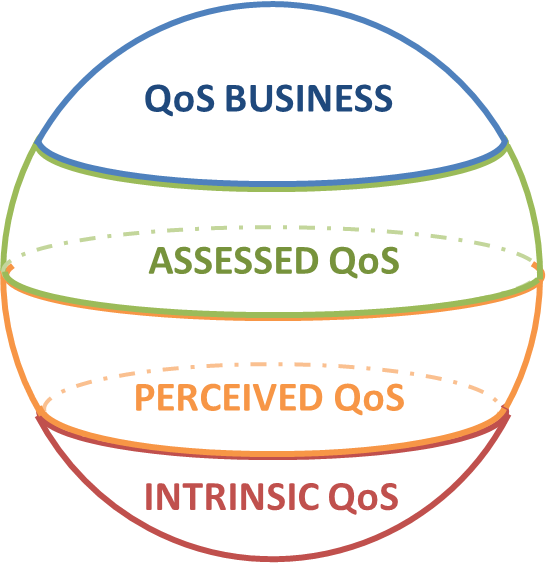 QoS BUSINESS
ASSESSED QoS
PERCEIVED QoS
INTRINSIC QoS